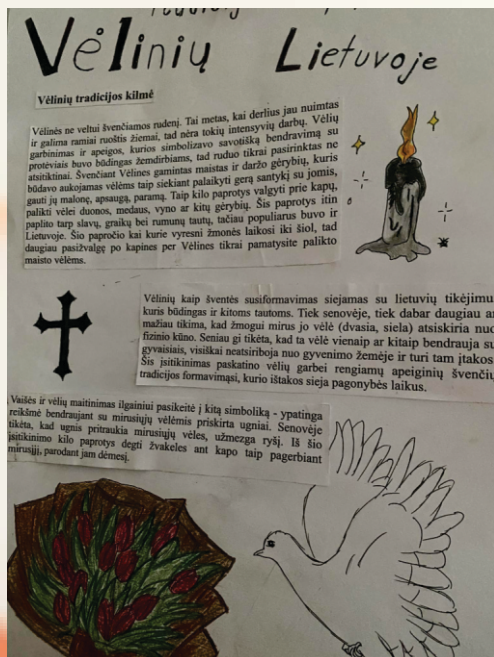 Vėlinių Lietuvoje
Vėlinių tradicijos kilmė
Vėlinės ne veltui švenčiamos rudenį. Tai metas, kai derlius jau nuimtas
ir galima ramiai ruoštis žiemai, tad nėra tokių intensyvių darbų. Vėlių
garbinimas ir apeigos, kurios simbolizavo savotišką bendravimą su
protėviais buvo būdingas žemdirbiams, tad ruduo tikrai pasirinktas ne
atsitiktinai. Švenčiant Vėlines gamintas maistas ir daržo gėrybių, kuris
būdavo aukojamas vėlėms taip siekiant palaikyti gerą santykį su jomis,
gauti jų malonę, apsaugą, paramą. Taip kilo paprotys valgyti prie kapų,
palikti vėlei duonos, medaus, vyno ar kitų gėrybių. Šis paprotys itin
paplito tarp slavų, graikų bei rumunų tautų, tačiau populiarus buvo ir
Lietuvoje. Šio papročio kai kurie vyresni žmonės laikosi iki šiol, tad
daugiau pasižvalgę po kapines per Vėlines tikrai pamatysite palikto
maisto vėlėms.
Vėlinių kaip šventės susiformavimas siejamas su lietuvių tikėjimu,
kuris būdingas ir kitoms tautoms. Tiek senovėje, tiek dabar daugiau ar
mažiau tikima, kad žmogui mirus jo vėlė (dvasia, siela) atsiskiria nuo
fizinio kūno. Seniau gi tikėta, kad ta vėlė vienaip ar kitaip bendrauja su
gyvaisiais, visiškai neatsiriboja nuo gyvenimo žemėje ir turi tam įtakos.
Šis įsitikinimas paskatino vėlių garbei rengiamų apeiginių švenčių
tradicijos formavimąsi, kurio ištakos sieja pagonybės laikus.
Vaišės ir vėlių maitinimas ilgainiui pasikeitė į kitą simboliką - ypatinga
reikšmė bendraujant su mirusiųjų vėlėmis priskirta ugniai. Senovėje
tikėta, kad ugnis pritraukia mirusiųjų vėles, užmezga ryšį. Iš šio
įsitikinimo kilo paprotys degti žvakeles ant kapo taip pagerbiant
mirusįjį, parodant jam dėmesį.